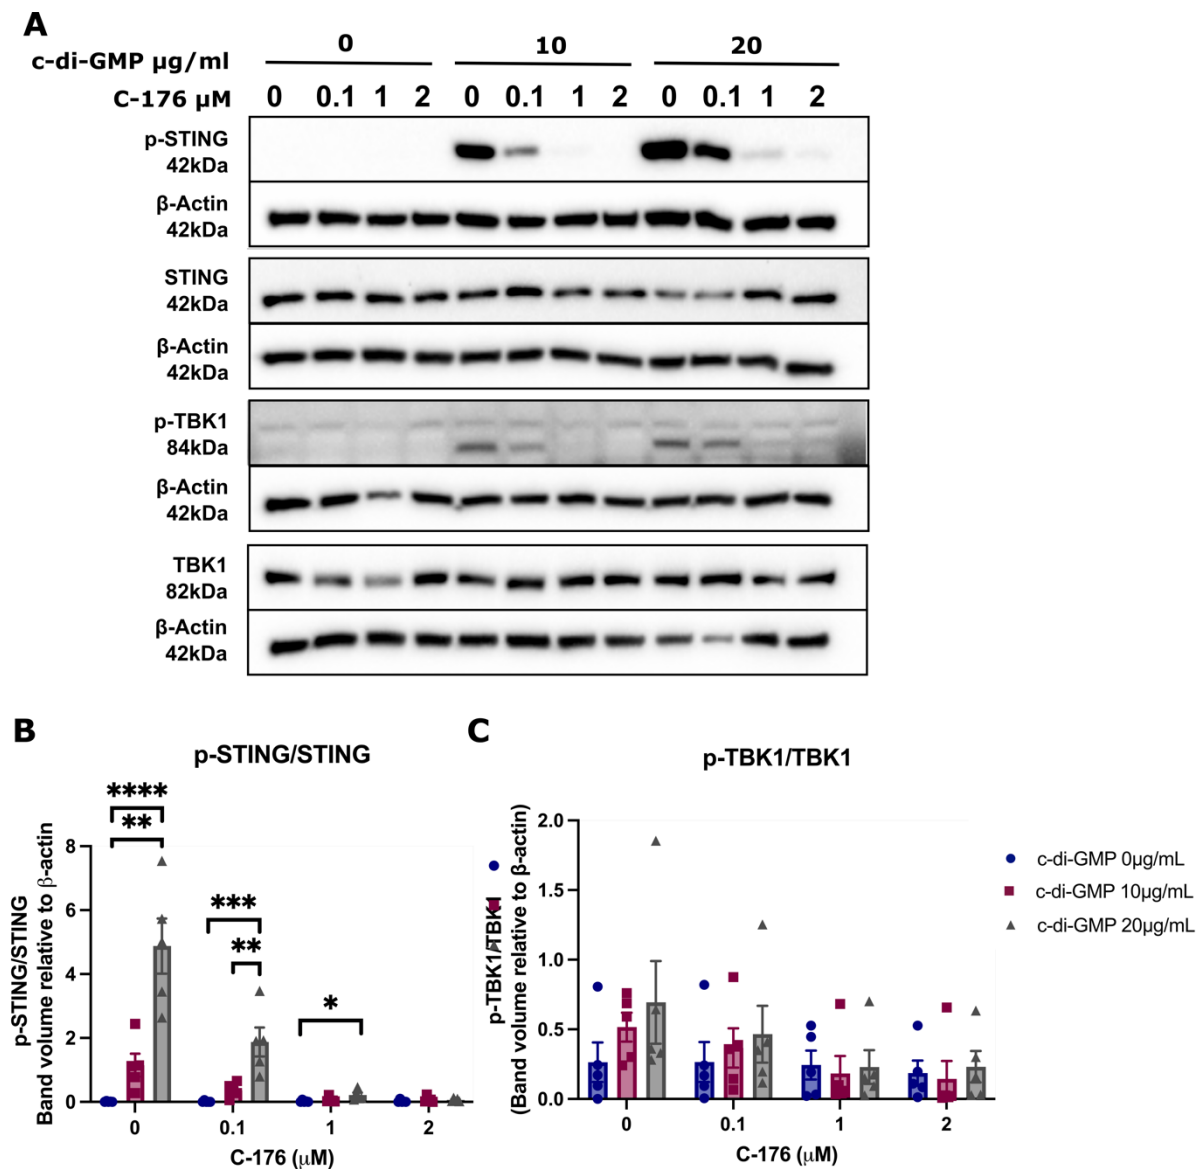 A
c-di-GMP µg/ml 0 10 20
C-176 µM 0 0.1 1 2 0 0.1 1 2 0 0.1 1 2
p-STING
42kDa
β-Actin
42kDa
STING
42kDa
β-Actin
42kDa
p-TBK1
84kDa
β-Actin
42kDa
TBK1
82kDa
β-Actin
42kDa
B
p-STING/STING
p-STING/STING
Band volume relative to β-actin
8
6
4
2
0
**** 
**
***
**
*
0 0.1 1 2
C-176 (µM)
C
p-TBK1/TBK1
p-TBK1/TBK1
(Band volume relative to β-actin)
2.0
1.5
1.0
0.5
0.0
0 0.1 1 2
C-176 (µM)
c-di-GMP 0µg/mL
c-di-GMP 10µg/mL
c-di-GMP 20µg/mL